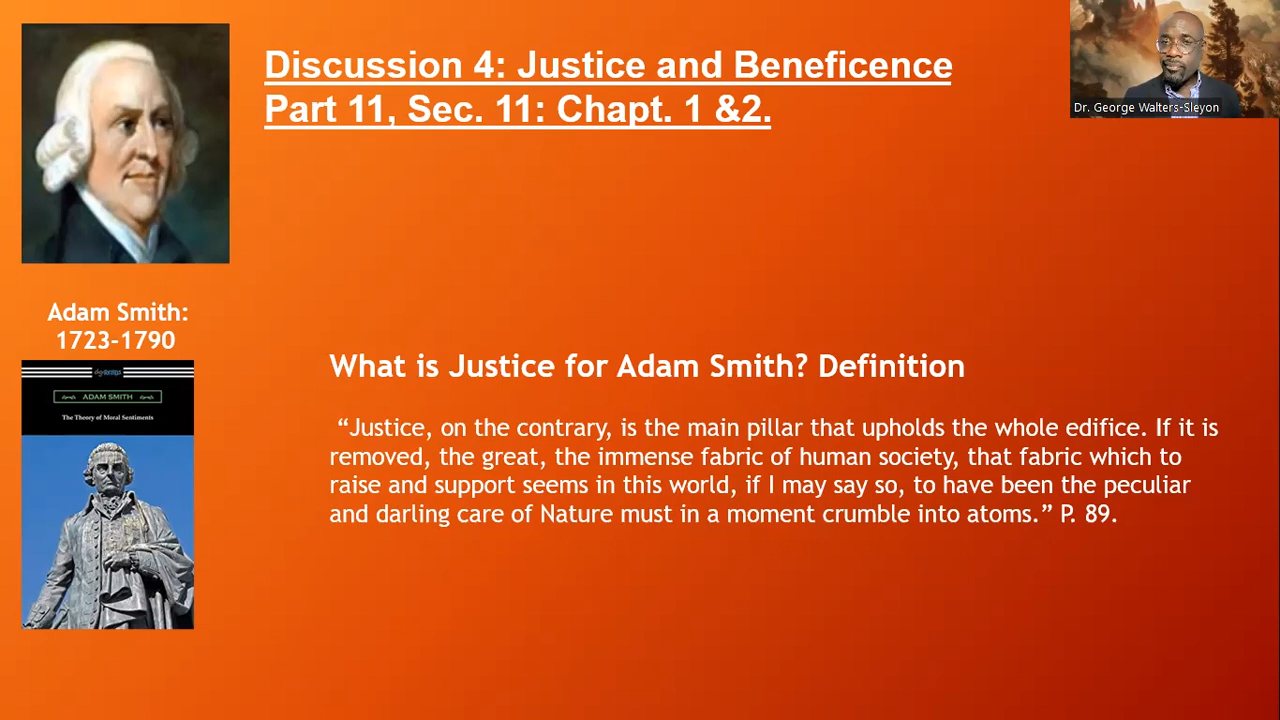 Discussion 4: Justice and Beneficence
Part 11, Sec. 11: Chapt. 1 &2.
Dr. George Walters-Sleyon
Adam Smith:
1723-1790
ADAM SMITH
The Theory of Moral Sentiments
What is Justice for Adam Smith? Definition
“Justice, on the contrary, is the main pillar that upholds the whole edifice. If it is
removed, the great, the immense fabric of human society, that fabric which to
raise and support seems in this world, if I may say so, to have been the peculiar
and darling care of Nature must in a moment crumble into atoms.” P. 89.